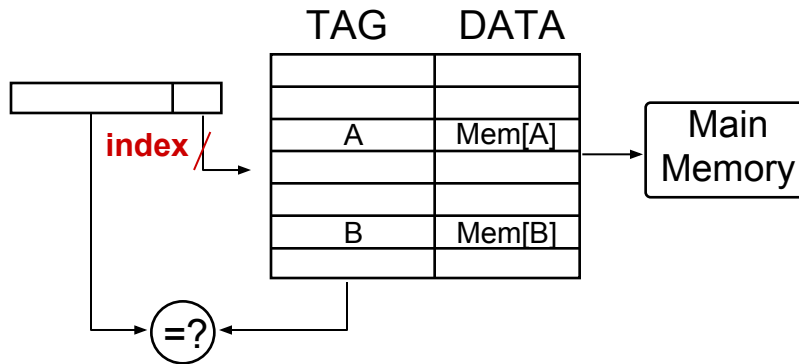 TAG DATA
index
A Mem[A]
B Mem[B]
Main
Memory
=?